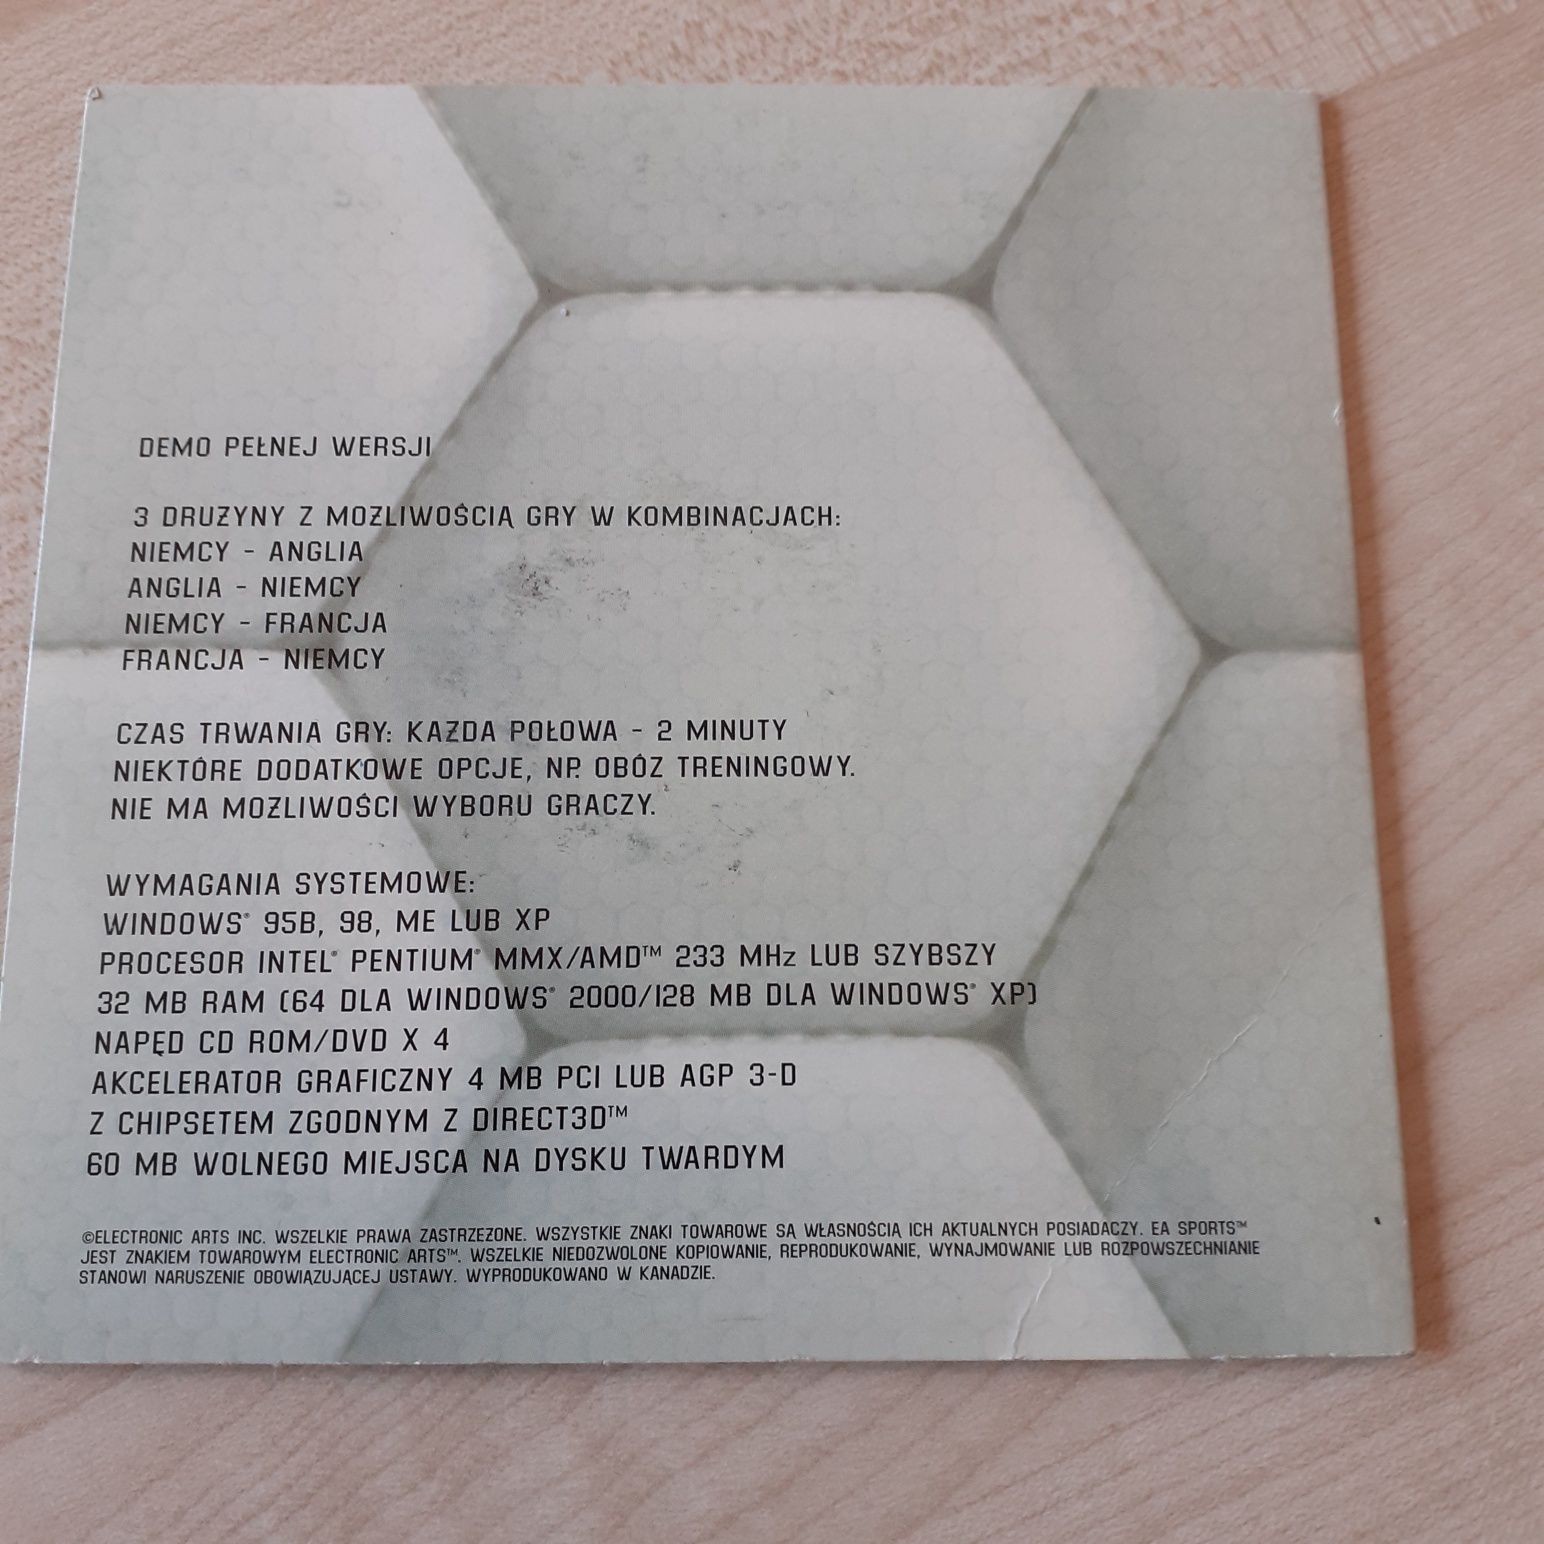 DEMO PEŁNEJ WERSJI
3 DRUŻYNY Z MOŻLIWOŚCIĄ GRY W KOMBINACJACH:
NIEMCY - ANGLIA
ANGLIA - NIEMCY
NIEMCY - FRANCJA
FRANCJA - NIEMCY
CZAS TRWANIA GRY: KAŻDA POŁOWA - 2 MINUTY
NIEKTÓRE DODATKOWE OPCJE, NP. OBÓZ TRENINGOWY.
NIE MA MOŻLIWOŚCI WYBORU GRACZY.
WYMAGANIA SYSTEMOWE:
WINDOWS® 95B, 98, ME LUB XP
PROCESOR INTEL® PENTIUM® MMX/AMD™ 233 MHz LUB SZYBSZY
32 MB RAM (64 DLA WINDOWS® 2000/128 MB DLA WINDOWS® XP)
NAPĘD CD ROM/DVD X 4
AKCELERATOR GRAFICZNY 4 MB PCI LUB AGP 3-D
Z CHIPSETEM ZGODNYM Z DIRECT3D™
60 MB WOLNEGO MIEJSCA NA DYSKU TWARDYM
©ELECTRONIC ARTS INC. WSZELKIE PRAWA ZASTRZEŻONE. WSZYSTKIE ZNAKI TOWAROWE SĄ WŁASNOŚCIĄ ICH AKTUALNYCH POSIADACZY. EA SPORTS™
JEST ZNAKIEM TOWAROWYM ELECTRONIC ARTS™. WSZELKIE NIEDOZWOLONE KOPIOWANIE, REPRODUKOWANIE, WYNAJMOWANIE LUB ROZPOWSZECHNIANIE
STANOWI NARUSZENIE OBOWIĄZUJĄCEJ USTAWY. WYPRODUKOWANO W KANADZIE.